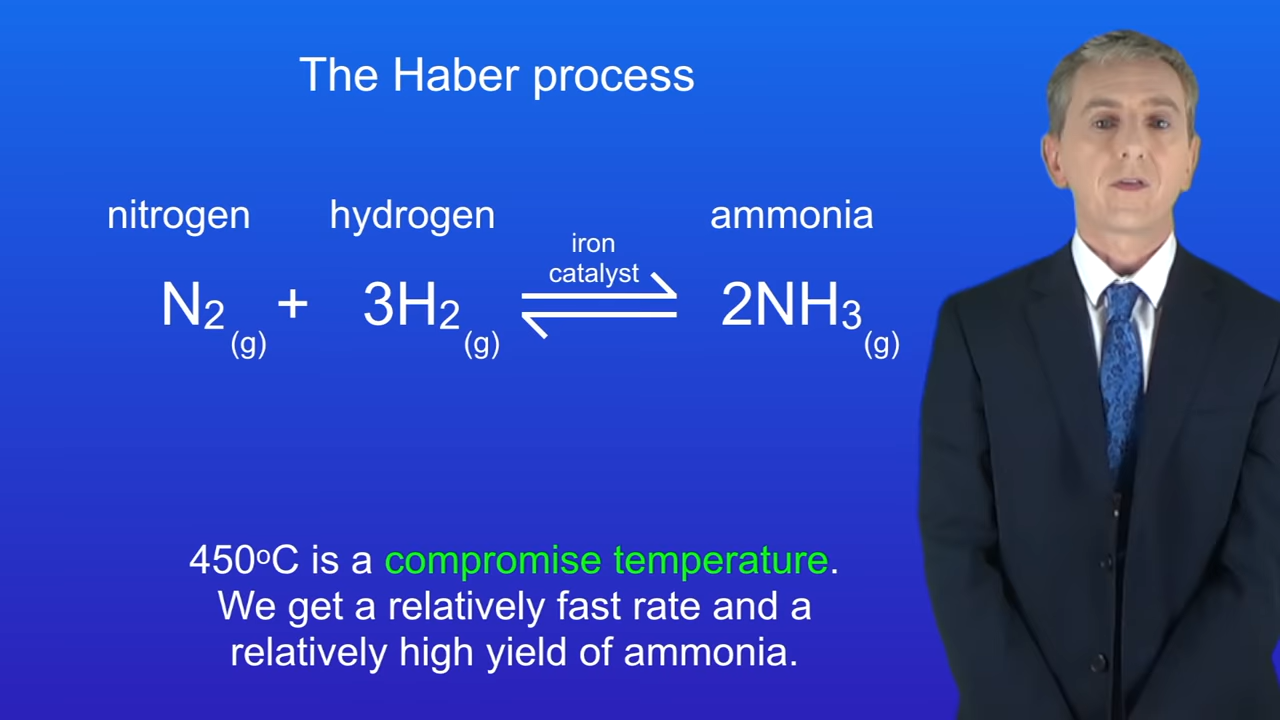 The Haber process
nitrogen hydrogen ammonia
iron
catalyst
N₂(g) + 3H₂(g) ⇌ 2NH₃(g)
450°C is a compromise temperature.
We get a relatively fast rate and a
relatively high yield of ammonia.